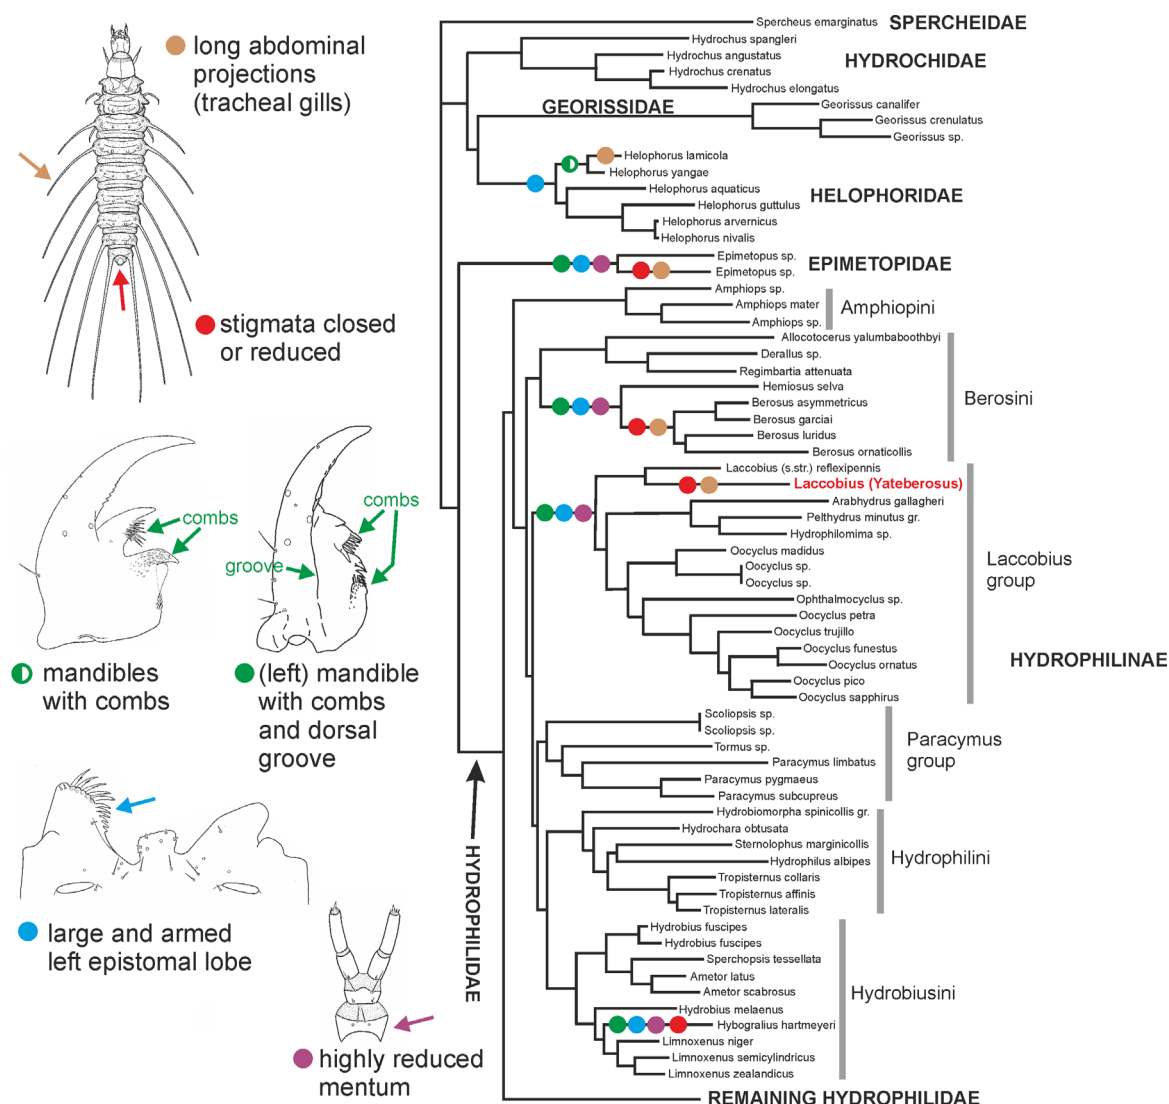 long abdominal
projections
(tracheal gills)
stigmata closed
or reduced
combs
mandibles
with combs
combs
groove
(left) mandible
with combs
and dorsal
groove
large and armed
left epistomal lobe
highly reduced
mentum
Spercheus emarginatus
SPERCHEIDAE
Hydrochus spangleri
Hydrochus angustatus
Hydrochus crenatus
Hydrochus elongatus
HYDROCHIDAE
GEORISSIDAE
Georissus canalifer
Georissus crenulatus
Georissus sp.
Helophorus lamicola
Helophorus yangae
Helophorus aquaticus
Helophorus guttulus
Helophorus arvernicus
Helophorus nivalis
HELOPHORIDAE
Epimetopus sp.
Epimetopus sp.
EPIMETOPIDAE
Amphiops sp.
Amphiops mater
Amphiops sp.
Amphiopini
Allocotocerus yalumbaboothbyi
Derallus sp.
Regimbartia attenuata
Hemiosus selva
Berosus asymmetricus
Berosus garciai
Berosus luridus
Berosus ornaticollis
Berosini
Laccobius (s.str.) reflexipennis
Laccobius (Yateberosus)
Arabhydrus gallagheri
Pelthydrus minutus gr.
Hydrophilomima sp.
Oocyclus madidus
Oocyclus sp.
Oocyclus sp.
Ophthalmocyclus sp.
Oocyclus petra
Oocyclus trujillo
Oocyclus funestus
Oocyclus ornatus
Oocyclus pico
Oocyclus sapphirus
Laccobius
group
HYDROPHILINAE
Scoliopsis sp.
Scoliopsis sp.
Tormus sp.
Paracymus limbatus
Paracymus pygmaeus
Paracymus subcupreus
Paracymus
group
Hydrobiomorpha spinicollis gr.
Hydrochara obtusata
Sternolophus marginicollis
Hydrophilus albipes
Tropisternus collaris
Tropisternus affinis
Tropisternus lateralis
Hydrophilini
HYDROPHILIDAE
Hydrobius fuscipes
Hydrobius fuscipes
Sperchopsis tessellata
Ametor latus
Ametor scabrosus
Hydrobius melaenus
Hybogralius hartmeyeri
Limnoxenus niger
Limnoxenus semicylindricus
Limnoxenus zealandicus
Hydrobiusini
REMAINING HYDROPHILIDAE